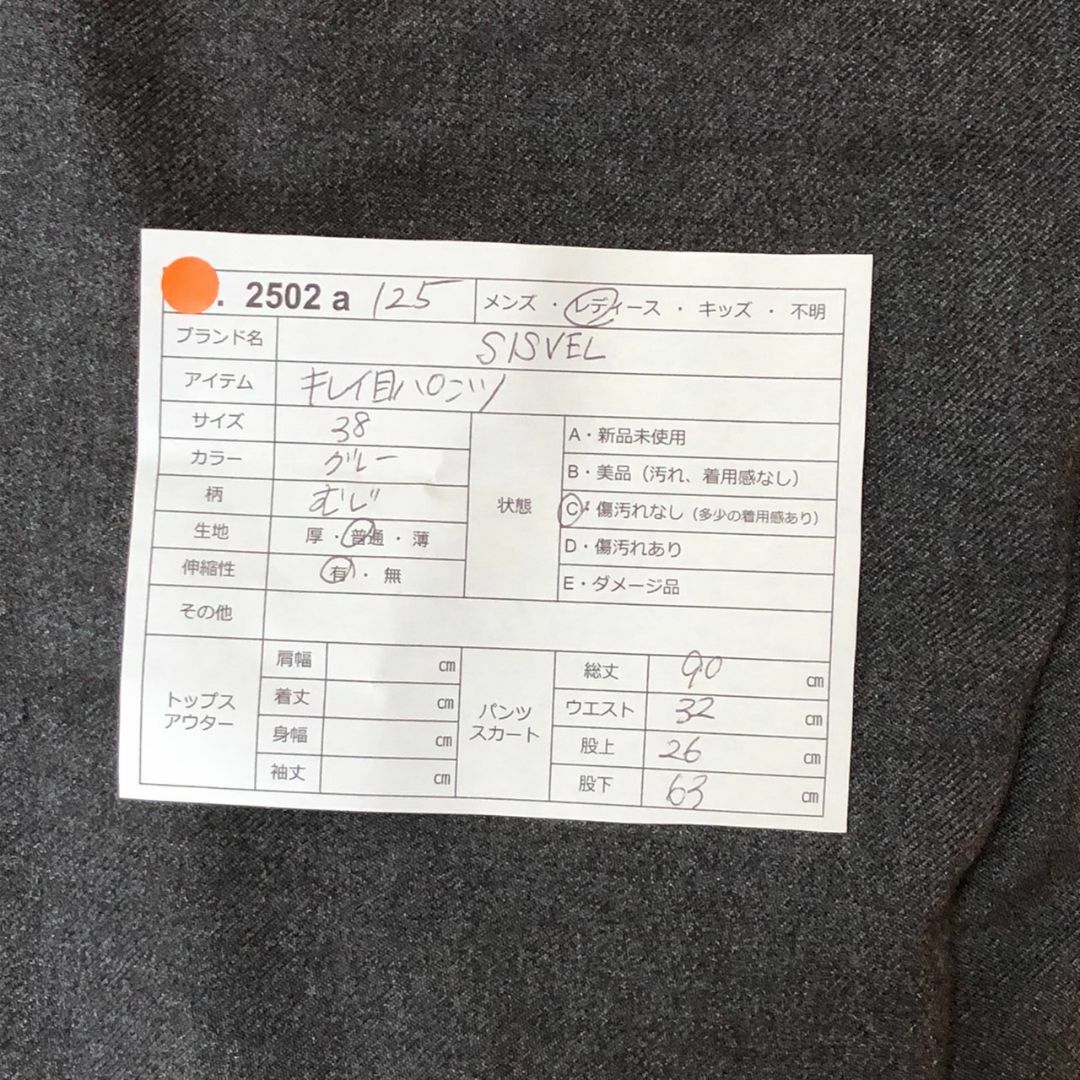 . 2502 a 125 メンズ ・ レディース ・ キッズ ・ 不明
ブランド名 SISVEL
アイテム キレイ目パンツ
サイズ 38
カラー グレー
柄 むじ
生地 厚・普通・薄
伸縮性 有・無
状態
A・新品未使用
B・美品（汚れ、着用感なし）
C・傷汚れなし（多少の着用感あり）
D・傷汚れあり
E・ダメージ品
その他
トップス
アウター
肩幅 cm
着丈 cm
身幅 cm
袖丈 cm
パンツ
スカート
総丈 90 cm
ウエスト 32 cm
股上 26 cm
股下 63 cm